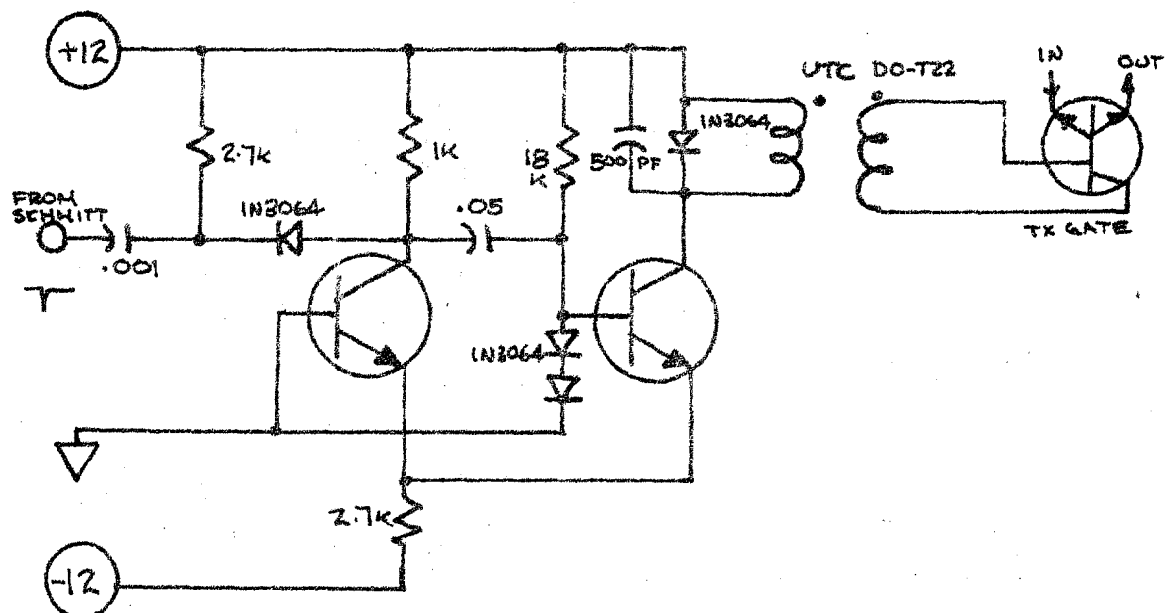 +12
IN
OUT
UTC DO-T22
1N3064
2.7K
1K
18
K
500 PF
FROM
SCHMITT
1N3064
.05
.001
TX GATE
1N3064
2.7K
-12